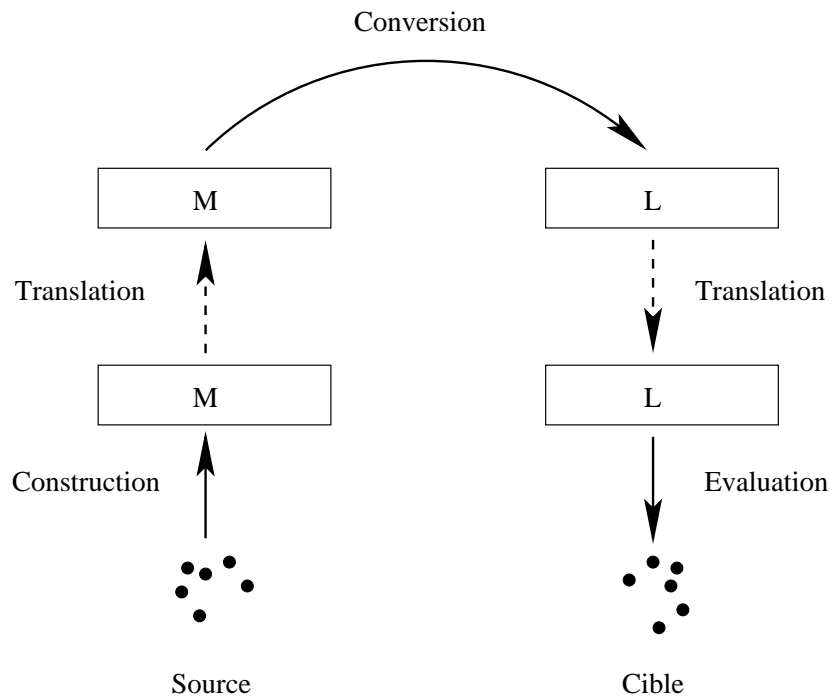 Conversion
M
L
Translation
Translation
M
L
Construction
Evaluation
Source
Cible